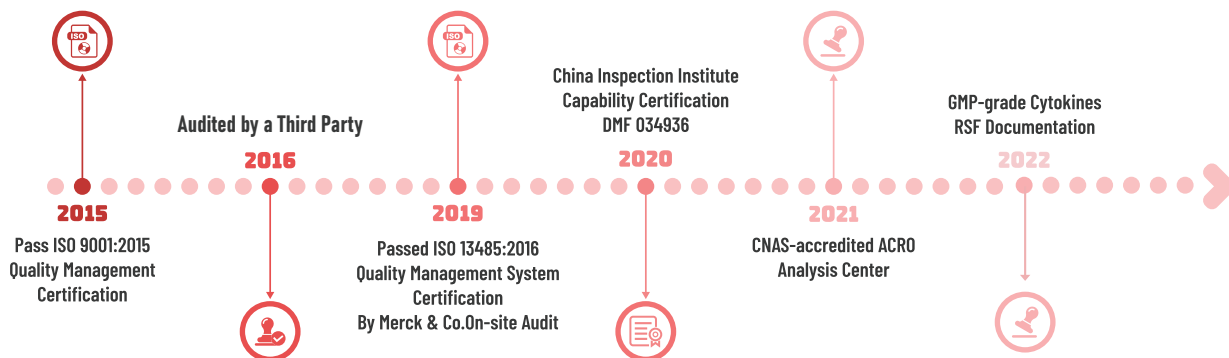 ISO
2015
Pass ISO 9001:2015
Quality Management
Certification
Audited by a Third Party
2016
ISO
2019
Passed ISO 13485:2016
Quality Management System
Certification
By Merck & Co.On-site Audit
China Inspection Institute
Capability Certification
DMF 034936
2020
2021
CNAS-accredited ACRO
Analysis Center
GMP-grade Cytokines
RSF Documentation
2022